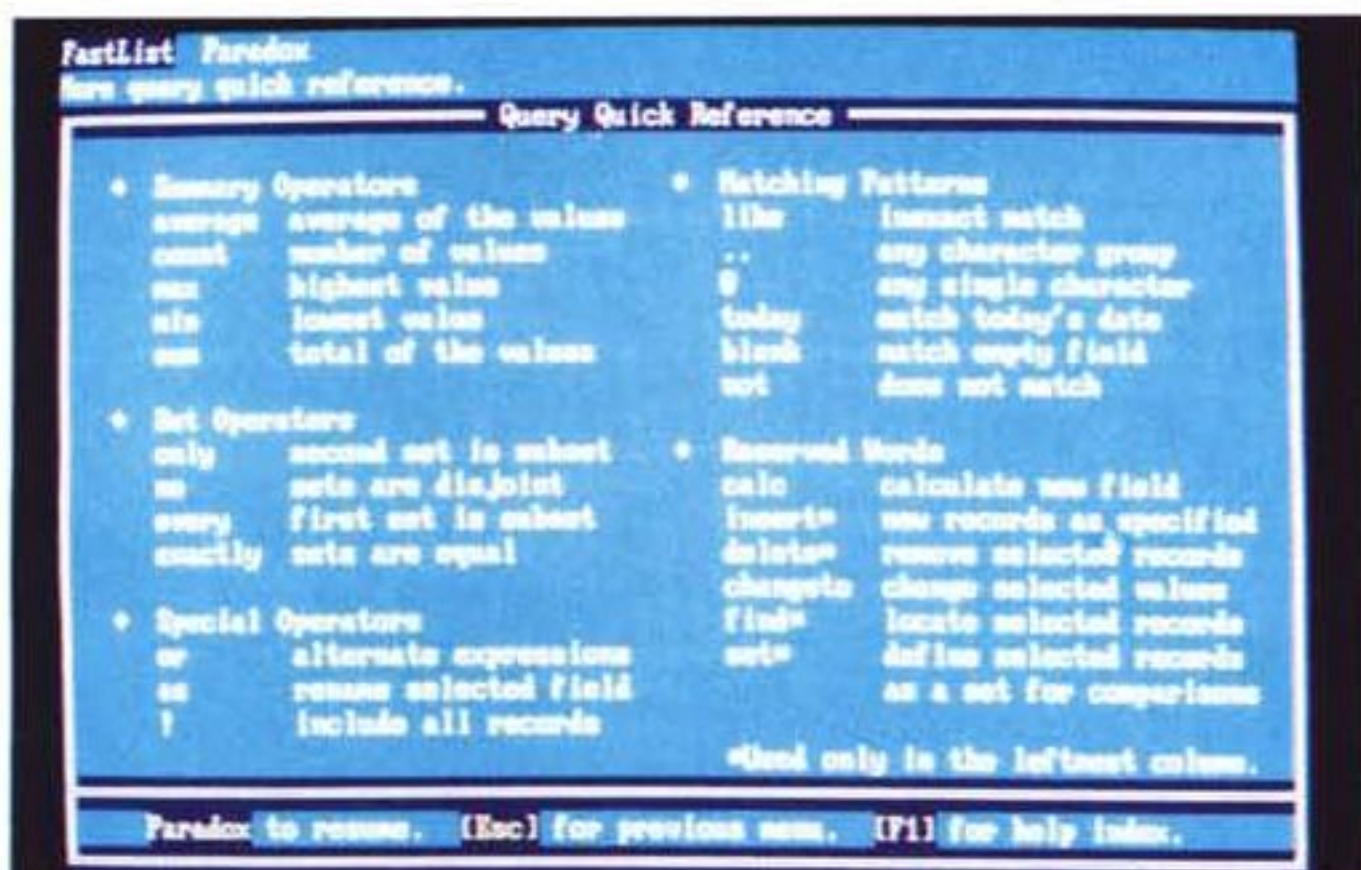 FastList Paradox
More query quick reference.
Query Quick Reference
• Summary Operators
average average of the values
count number of values
max highest value
min lowest value
sum total of the values
• Set Operators
only second set is subset
no sets are disjoint
every first set is subset
exactly sets are equal
• Special Operators
or alternate expressions
as rename selected field
! include all records
• Matching Patterns
like inexact match
.. any character group
@ any single character
today match today's date
blank match empty field
not does not match
• Reserved Words
calc calculate new field
insert* new records as specified
delete* remove selected records
changeto change selected values
find* locate selected records
set* define selected records
as a set for comparisons
*Used only in the leftmost column.
Paradox to resume. [Esc] for previous menu. [F1] for help index.